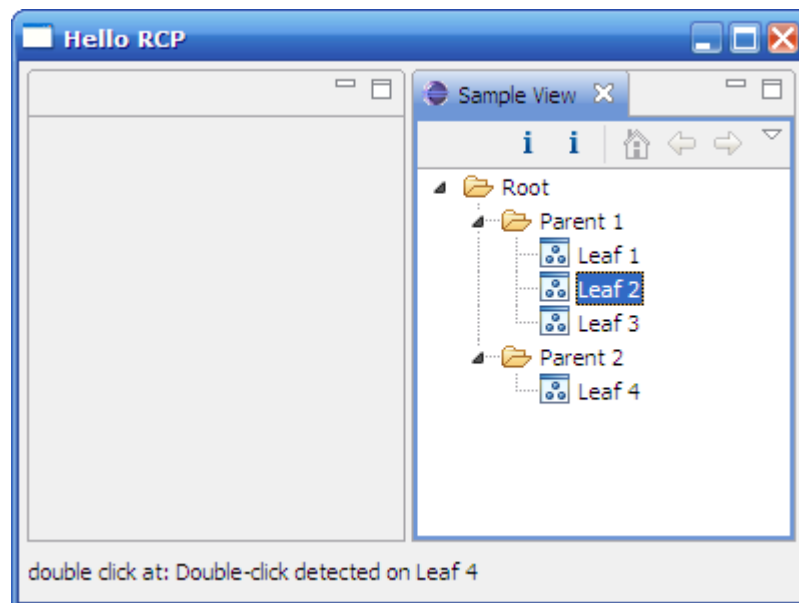 Hello RCP
Sample View
i i
Root
Parent 1
Leaf 1
Leaf 2
Leaf 3
Parent 2
Leaf 4
double click at: Double-click detected on Leaf 4